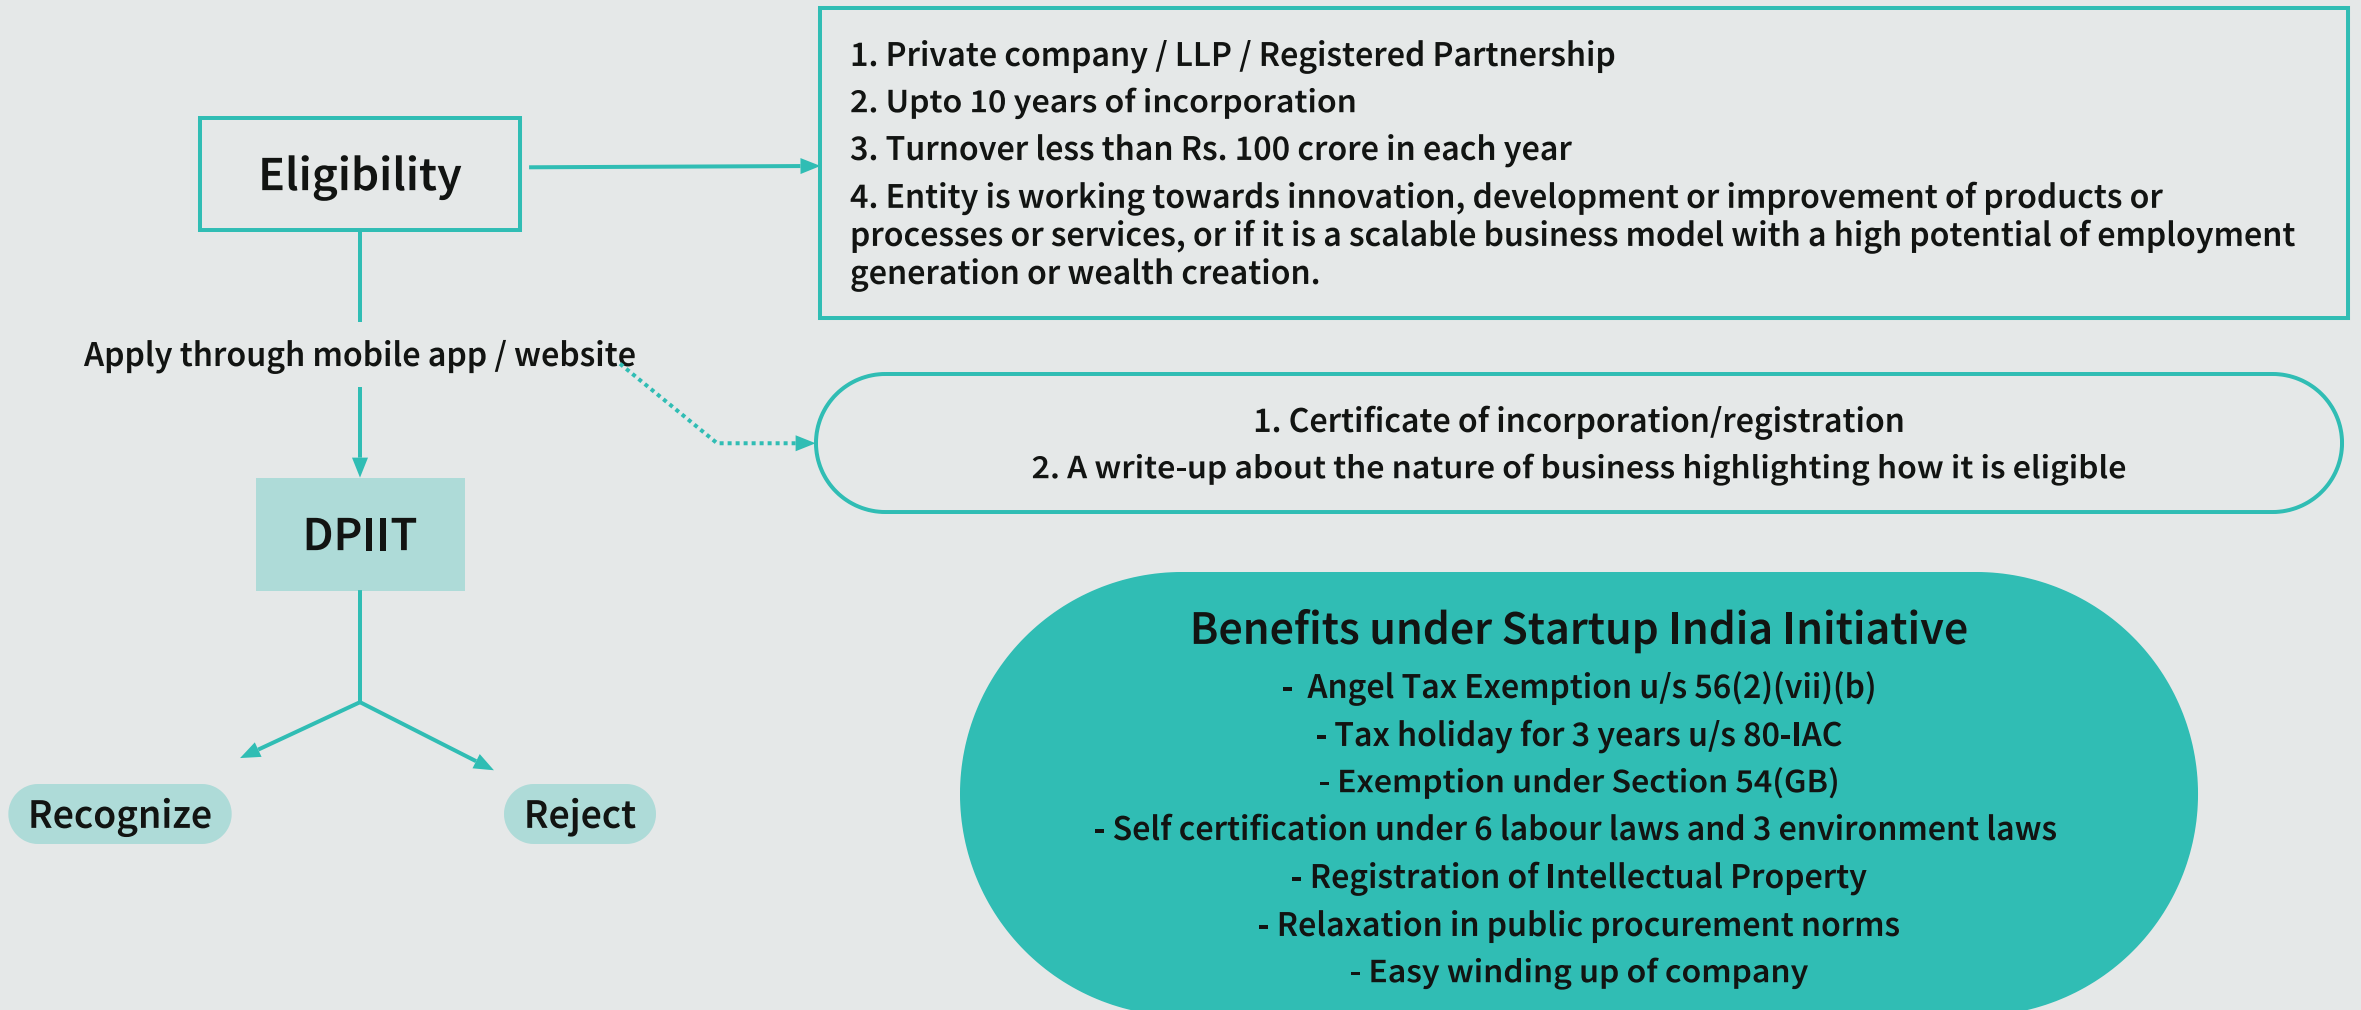 Eligibility
1. Private company / LLP / Registered Partnership
2. Upto 10 years of incorporation
3. Turnover less than Rs. 100 crore in each year
4. Entity is working towards innovation, development or improvement of products or
processes or services, or if it is a scalable business model with a high potential of employment
generation or wealth creation.
Apply through mobile app / website
1. Certificate of incorporation/registration
2. A write-up about the nature of business highlighting how it is eligible
DPIIT
Recognize
Reject
Benefits under Startup India Initiative
- Angel Tax Exemption u/s 56(2)(vii)(b)
- Tax holiday for 3 years u/s 80-IAC
- Exemption under Section 54(GB)
- Self certification under 6 labour laws and 3 environment laws
- Registration of Intellectual Property
- Relaxation in public procurement norms
- Easy winding up of company